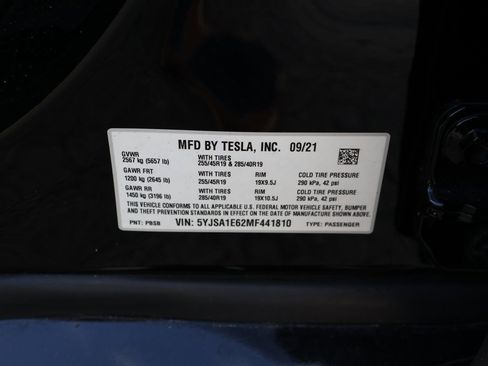 MFD BY TESLA, INC. 09/21
GVWR WITH TIRES
2567 kg (5657 lb) 255/45R19 & 285/40R19
GAWR FRT WITH TIRES RIM COLD TIRE PRESSURE
1200 kg (2645 lb) 255/45R19 19X9.5J 290 kPa, 42 psi
GAWR RR WITH TIRES RIM COLD TIRE PRESSURE
1450 kg (3196 lb) 285/40R19 19X10.5J 290 kPa, 42 psi
THIS VEHICLE CONFORMS TO ALL APPLICABLE
U.S. FEDERAL MOTOR VEHICLE SAFETY, BUMPER AND THEFT
PREVENTION STANDARDS IN EFFECT ON THE DATE OF MANUFACTURE SHOWN ABOVE.
PNT: PBSB VIN: 5YJSA1E62MF441810 TYPE: PASSENGER